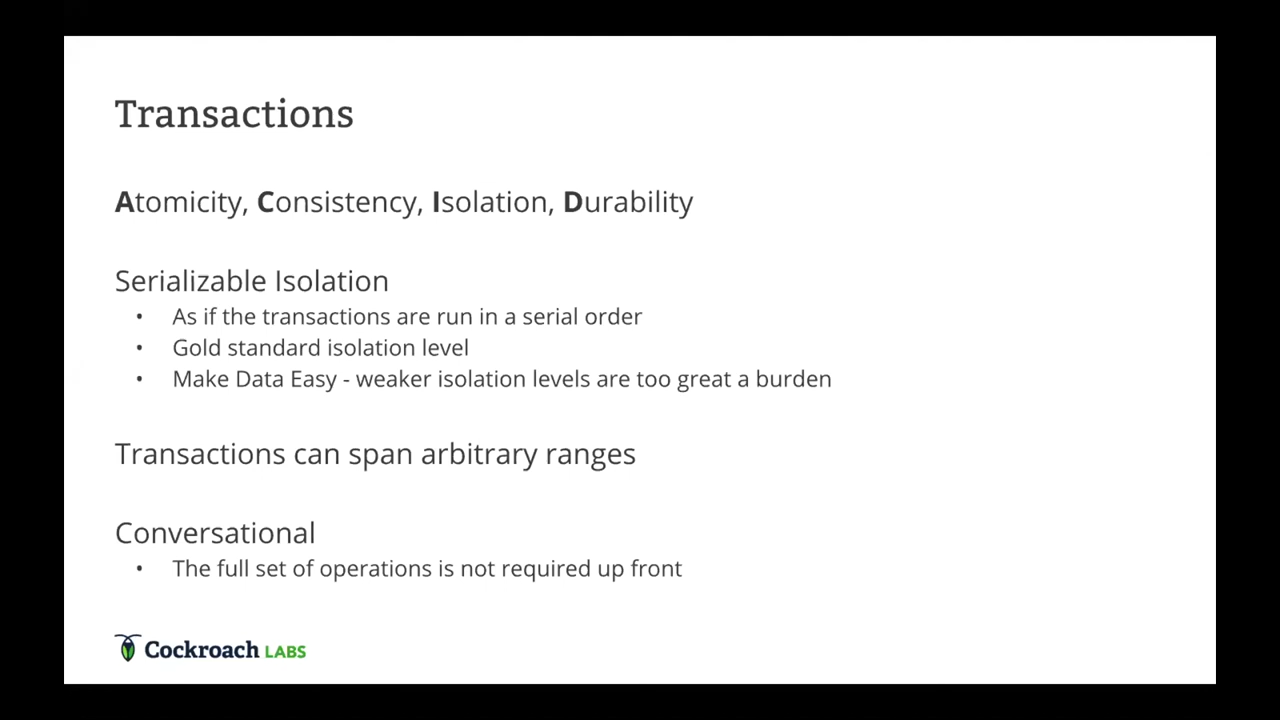 Transactions
Atomicity, Consistency, Isolation, Durability
Serializable Isolation
• As if the transactions are run in a serial order
• Gold standard isolation level
• Make Data Easy - weaker isolation levels are too great a burden
Transactions can span arbitrary ranges
Conversational
• The full set of operations is not required up front
Cockroach LABS